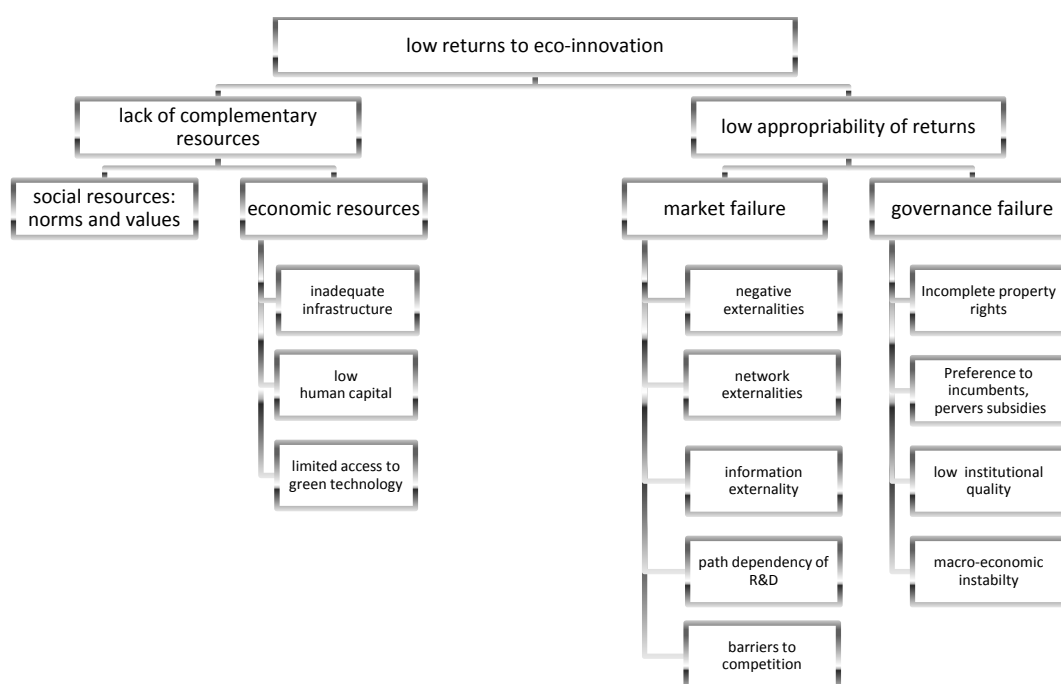 low returns to eco-innovation
lack of complementary
resources
low appropriability of returns
social resources:
norms and values
economic resources
market failure
governance failure
inadequate
infrastructure
low
human capital
limited access to
green technology
negative
externalities
network
externalities
information
externality
path dependency of
R&D
barriers to
competition
Incomplete property
rights
Preference to
incumbents,
pervers subsidies
low institutional
quality
macro-economic
instabilty